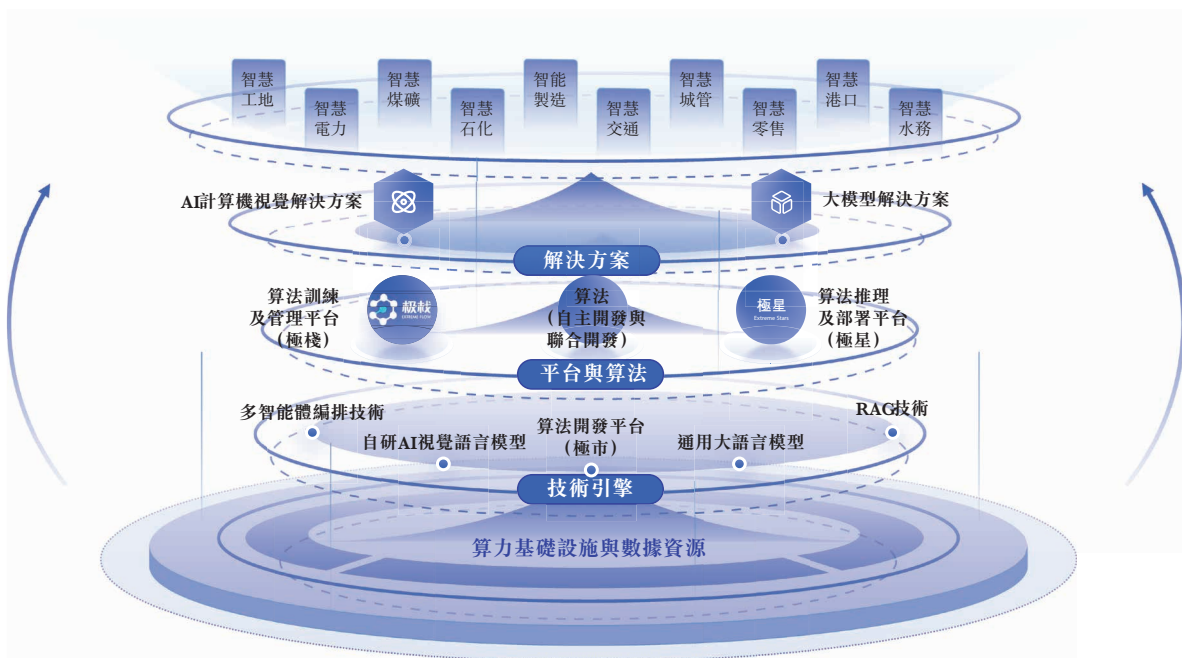 智慧
工地
智慧
電力
智慧
煤礦
智慧
石化
智能
製造
智慧
交通
智慧
城管
智慧
零售
智慧
港口
智慧
水務
AI計算機視覺解決方案
大模型解決方案
解決方案
算法訓練
及管理平台
（極棧）
极栈
EXTREME FLOW
算法
（自主開發與
聯合開發）
極星
Extreme Stars
算法推理
及部署平台
（極星）
平台與算法
多智能體編排技術
自研AI視覺語言模型
算法開發平台
（極市）
通用大語言模型
RAG技術
技術引擎
算力基礎設施與數據資源